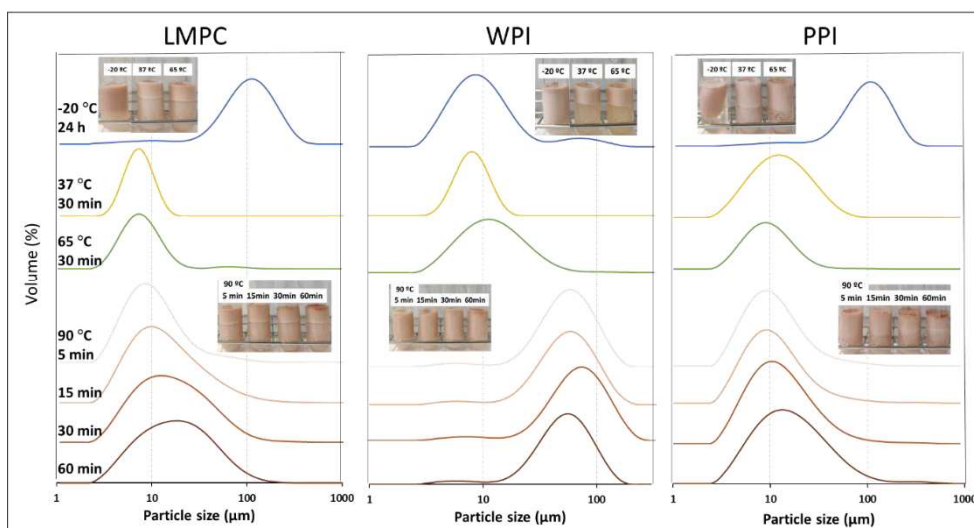 LMPC
WPI
PPI
Volume (%)
-20 °C
24 h
37 °C
30 min
65 °C
30 min
90 °C
5 min
15 min
30 min
60 min
-20 ºC 37 ºC 65 ºC
90 ºC
5 min 15min 30min 60min
1 10 100 1000
Particle size (µm)
-20 ºC 37 ºC 65 ºC
90 ºC
5 min 15min 30min 60min
1 10 100
Particle size (µm)
-20 ºC 37 ºC 65 ºC
90 ºC
5 min 15min 30min 60min
1 10 100 1000
Particle size (µm)